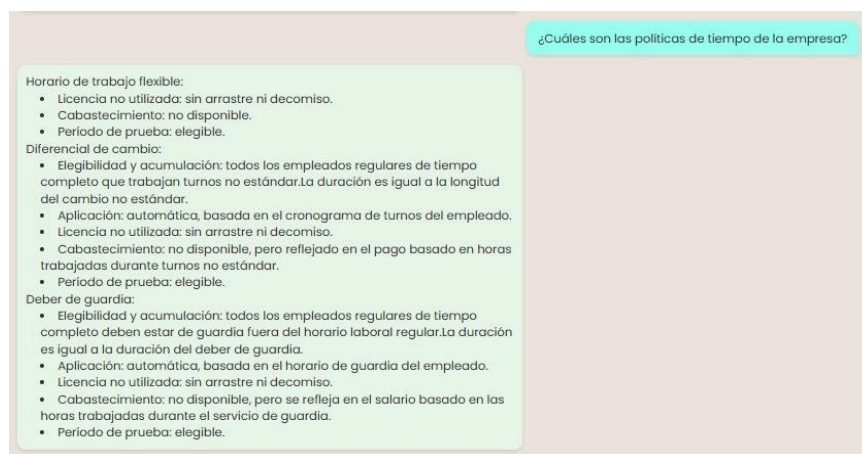 ¿Cuáles son las políticas de tiempo de la empresa?
Horario de trabajo flexible:
• Licencia no utilizada: sin arrastre ni decomiso.
• Cabastecimiento: no disponible.
• Período de prueba: elegible.
Diferencial de cambio:
• Elegibilidad y acumulación: todos los empleados regulares de tiempo
completo que trabajan turnos no estándar.La duración es igual a la longitud
del cambio no estándar.
• Aplicación: automática, basada en el cronograma de turnos del empleado.
• Licencia no utilizada: sin arrastre ni decomiso.
• Cabastecimiento: no disponible, pero reflejado en el pago basado en horas
trabajadas durante turnos no estándar.
• Período de prueba: elegible.
Deber de guardia:
• Elegibilidad y acumulación: todos los empleados regulares de tiempo
completo deben estar de guardia fuera del horario laboral regular.La duración
es igual a la duración del deber de guardia.
• Aplicación: automática, basada en el horario de guardia del empleado.
• Licencia no utilizada: sin arrastre ni decomiso.
• Cabastecimiento: no disponible, pero se refleja en el salario basado en las
horas trabajadas durante el servicio de guardia.
• Período de prueba: elegible.